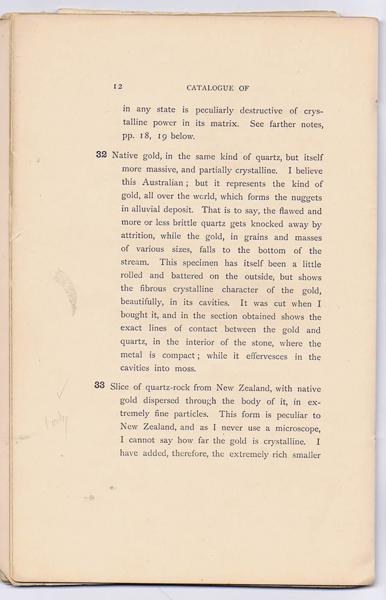 12 CATALOGUE OF
in any state is peculiarly destructive of crys-
talline power in its matrix. See farther notes,
pp. 18, 19 below.
32 Native gold, in the same kind of quartz, but itself
more massive, and partially crystalline. I believe
this Australian; but it represents the kind of
gold, all over the world, which forms the nuggets
in alluvial deposit. That is to say, the flawed and
more or less brittle quartz gets knocked away by
attrition, while the gold, in grains and masses
of various sizes, falls to the bottom of the
stream. This specimen has itself been a little
rolled and battered on the outside, but shows
the fibrous crystalline character of the gold,
beautifully, in its cavities. It was cut when I
bought it, and in the section obtained shows the
exact lines of contact between the gold and
quartz, in the interior of the stone, where the
metal is compact; while it effervesces in the
cavities into moss.
33 Slice of quartz-rock from New Zealand, with native
gold dispersed through the body of it, in ex-
tremely fine particles. This form is peculiar to
New Zealand, and as I never use a microscope,
I cannot say how far the gold is crystalline. I
have added, therefore, the extremely rich smaller